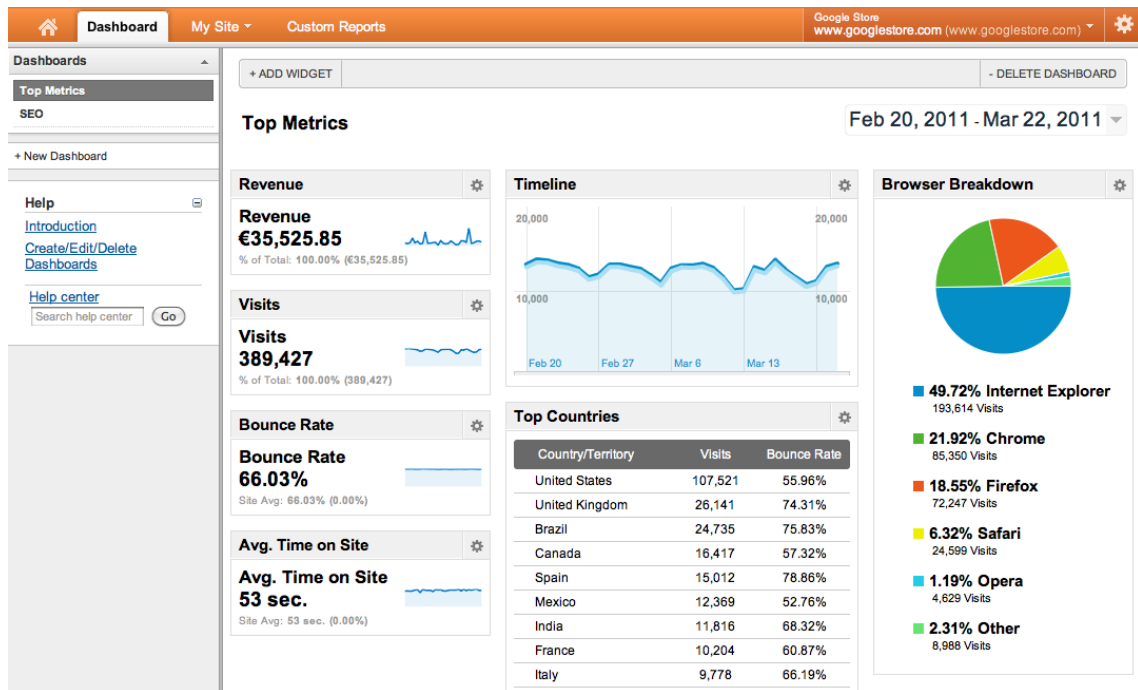 Dashboard
My Site
Custom Reports
Google Store
www.googlestore.com (www.googlestore.com)
Dashboards
Top Metrics
SEO
+ New Dashboard
Help
Introduction
Create/Edit/Delete
Dashboards
Help center
Search help center
Go
+ ADD WIDGET
- DELETE DASHBOARD
Top Metrics
Feb 20, 2011 - Mar 22, 2011
Revenue
Revenue
€35,525.85
% of Total: 100.00% (€35,525.85)
Visits
Visits
389,427
% of Total: 100.00% (389,427)
Bounce Rate
Bounce Rate
66.03%
Site Avg: 66.03% (0.00%)
Avg. Time on Site
Avg. Time on Site
53 sec.
Site Avg: 53 sec. (0.00%)
Timeline
20,000 20,000
10,000 10,000
Feb 20 Feb 27 Mar 6 Mar 13
Top Countries
Country/Territory Visits Bounce Rate
United States 107,521 55.96%
United Kingdom 26,141 74.31%
Brazil 24,735 75.83%
Canada 16,417 57.32%
Spain 15,012 78.86%
Mexico 12,369 52.76%
India 11,816 68.32%
France 10,204 60.87%
Italy 9,778 66.19%
Browser Breakdown
49.72% Internet Explorer
193,614 Visits
21.92% Chrome
85,350 Visits
18.55% Firefox
72,247 Visits
6.32% Safari
24,599 Visits
1.19% Opera
4,629 Visits
2.31% Other
8,988 Visits